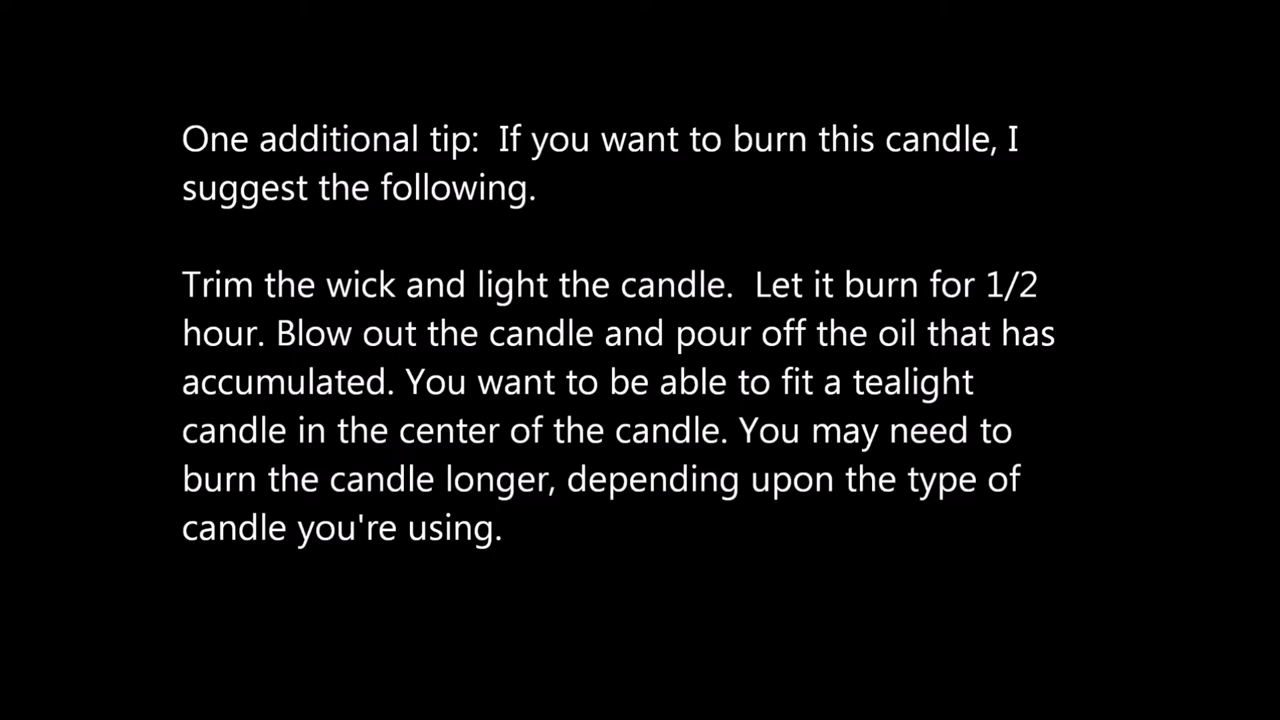 One additional tip:  If you want to burn this candle, I
suggest the following.
Trim the wick and light the candle.  Let it burn for 1/2
hour. Blow out the candle and pour off the oil that has
accumulated. You want to be able to fit a tealight
candle in the center of the candle. You may need to
burn the candle longer, depending upon the type of
candle you're using.